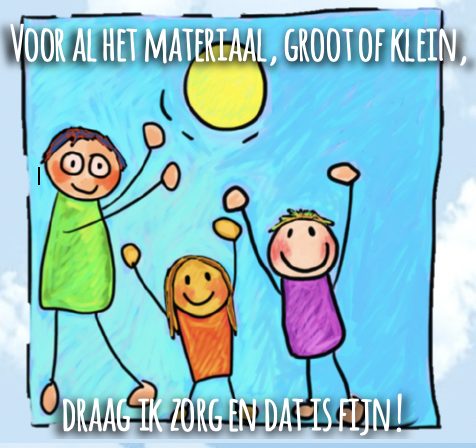 Voor al het materiaal, groot of klein,
draag ik zorg en dat is fijn!